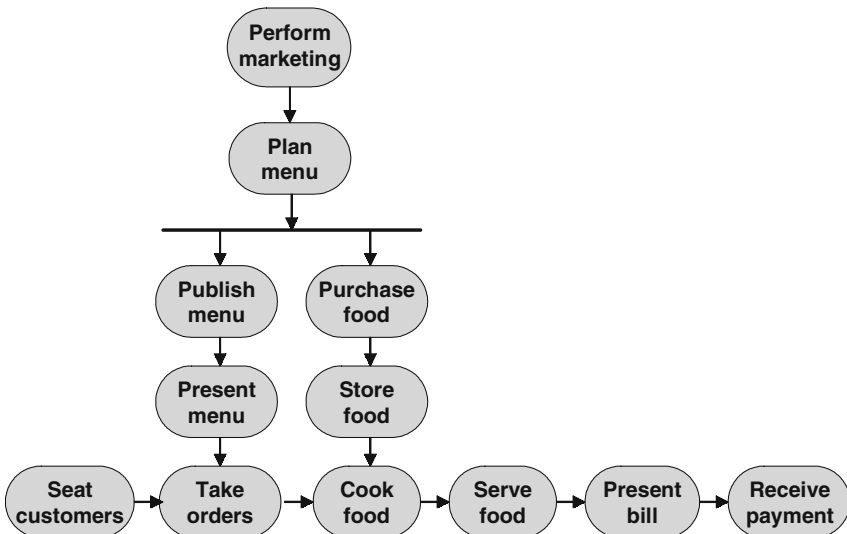 Perform
marketing
Plan
menu
Publish
menu
Purchase
food
Present
menu
Store
food
Seat
customers
Take
orders
Cook
food
Serve
food
Present
bill
Receive
payment